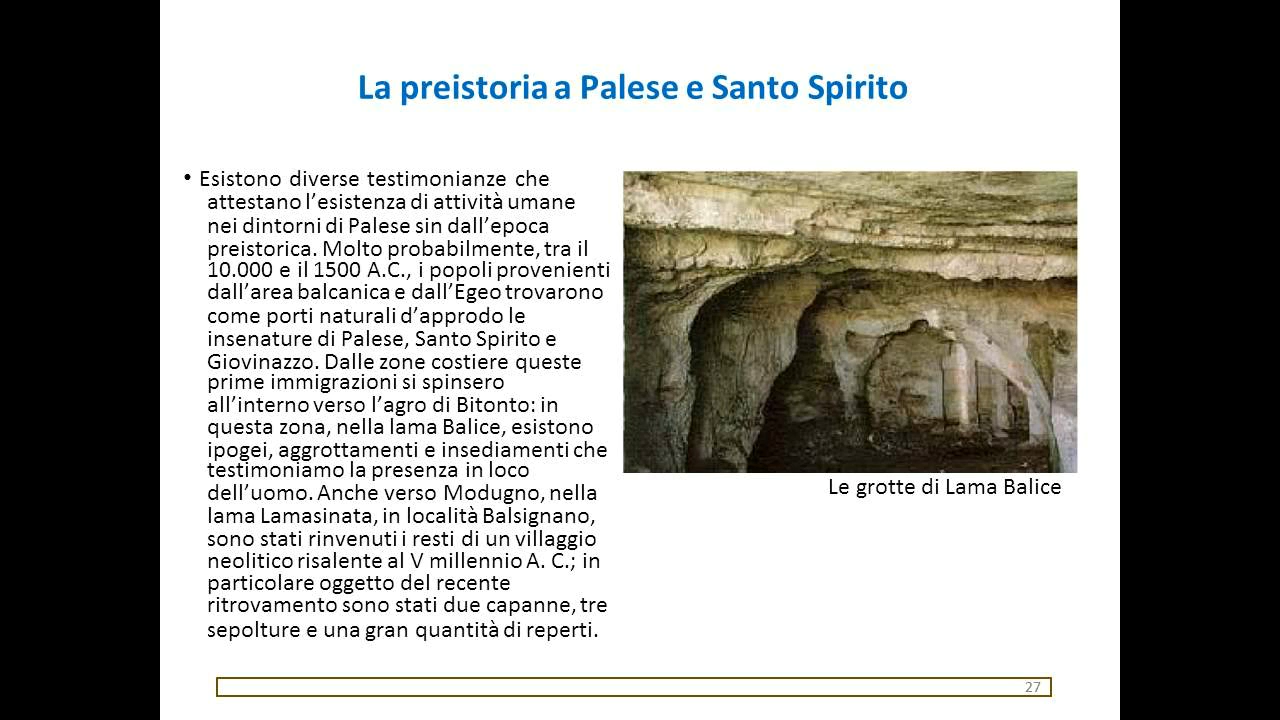 La preistoria a Palese e Santo Spirito
• Esistono diverse testimonianze che
attestano l’esistenza di attività umane
nei dintorni di Palese sin dall’epoca
preistorica. Molto probabilmente, tra il
10.000 e il 1500 A.C., i popoli provenienti
dall’area balcanica e dall’Egeo trovarono
come porti naturali d’approdo le
insenature di Palese, Santo Spirito e
Giovinazzo. Dalle zone costiere queste
prime immigrazioni si spinsero
all’interno verso l’agro di Bitonto: in
questa zona, nella lama Balice, esistono
ipogei, aggrottamenti e insediamenti che
testimoniamo la presenza in loco
dell’uomo. Anche verso Modugno, nella
lama Lamasinata, in località Balsignano,
sono stati rinvenuti i resti di un villaggio
neolitico risalente al V millennio A. C.; in
particolare oggetto del recente
ritrovamento sono stati due capanne, tre
sepolture e una gran quantità di reperti.
Le grotte di Lama Balice
27